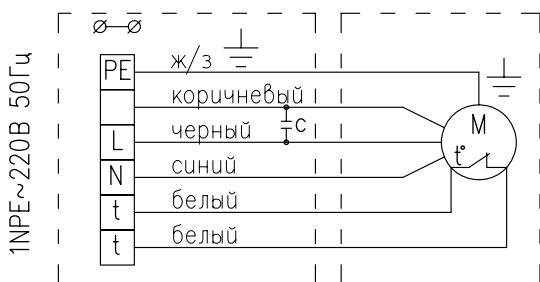 1NPE~220В 50Гц
PE ж/з
коричневый
C
L черный
N синий
t белый
t белый
M
t°